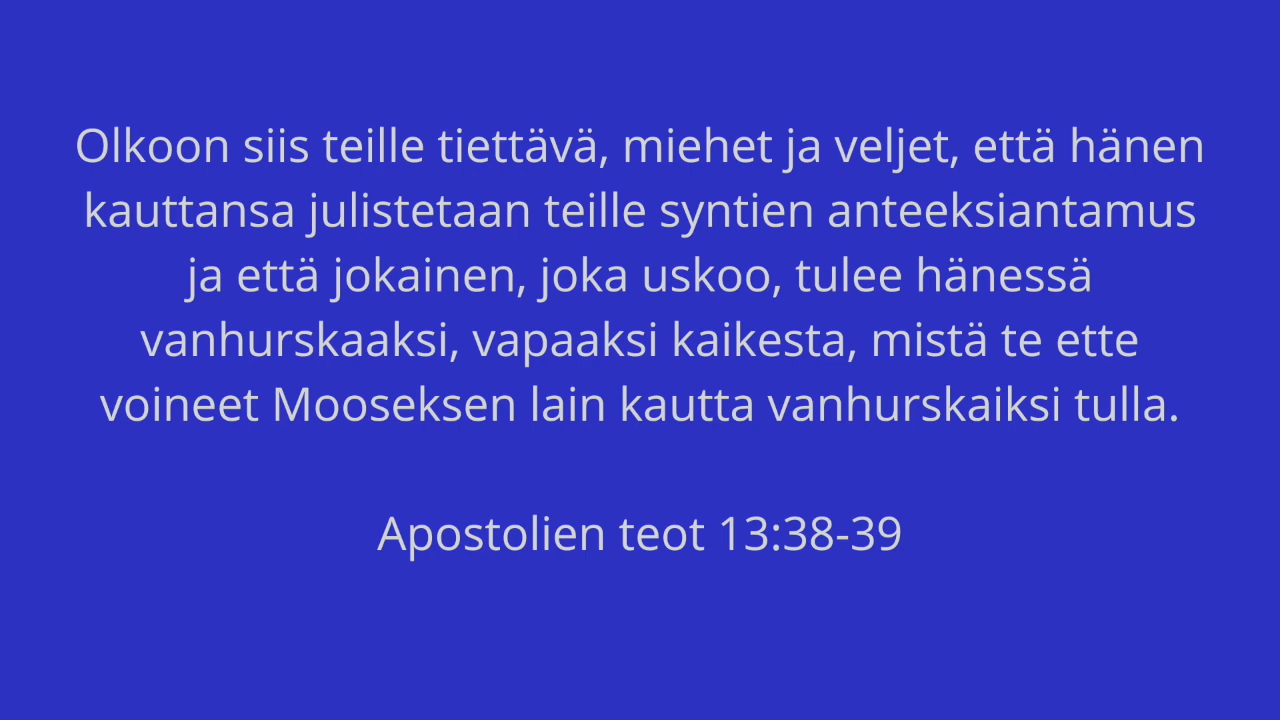 Olkoon siis teille tiettävä, miehet ja veljet, että hänen
kauttansa julistetaan teille syntien anteeksiantamus
ja että jokainen, joka uskoo, tulee hänessä
vanhurskaaksi, vapaaksi kaikesta, mistä te ette
voineet Mooseksen lain kautta vanhurskaiksi tulla.
Apostolien teot 13:38-39